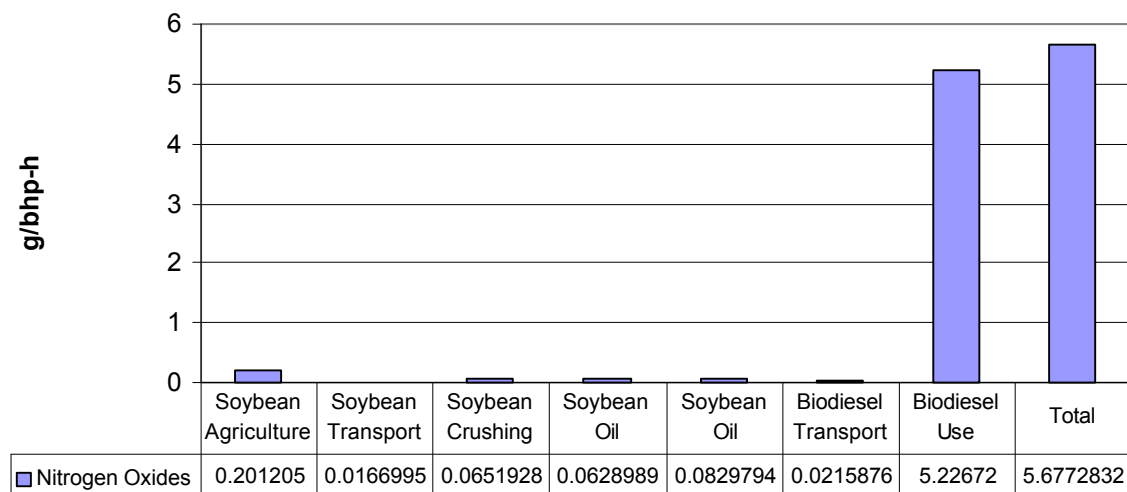 6
5
4
3
2
1
0
g/bhp-h
Soybean Agriculture
Soybean Transport
Soybean Crushing
Soybean Oil
Soybean Oil
Biodiesel Transport
Biodiesel Use
Total
Nitrogen Oxides 0.201205 0.0166995 0.0651928 0.0628989 0.0829794 0.0215876 5.22672 5.6772832